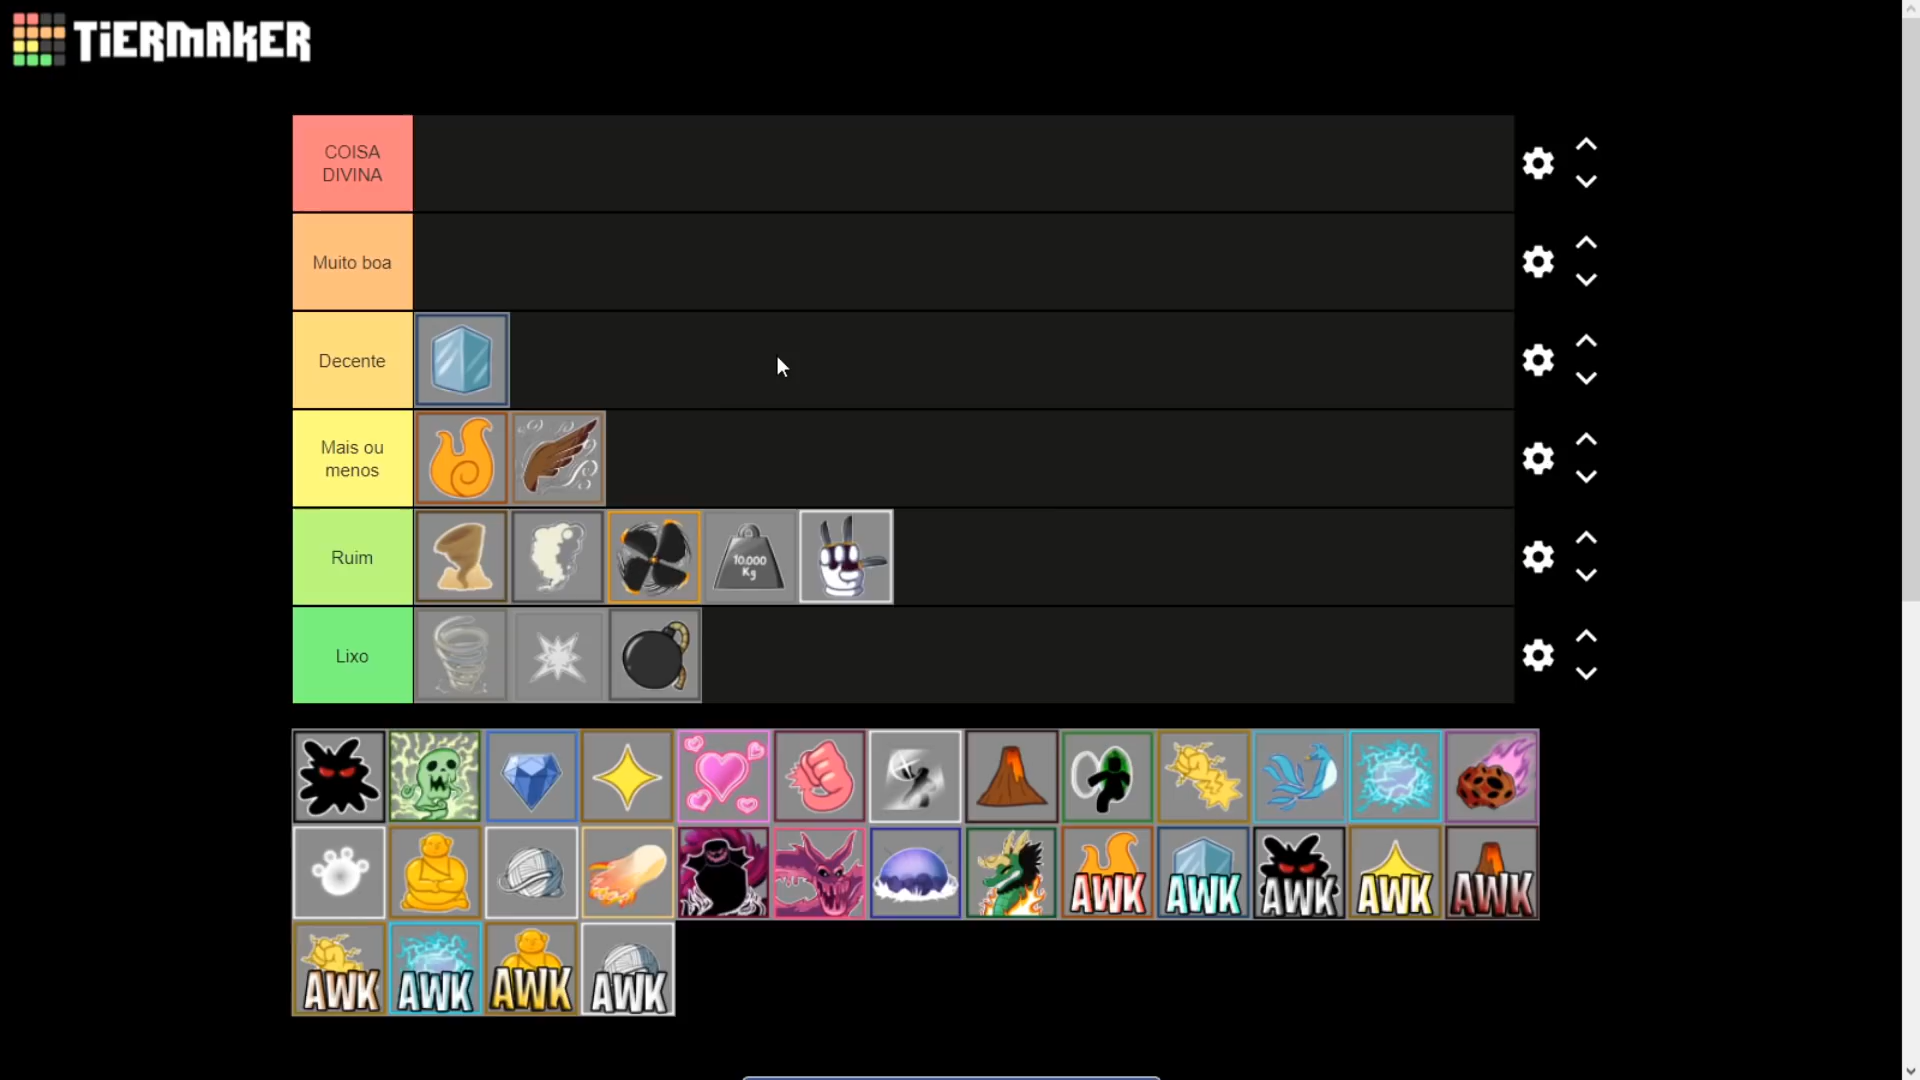 TiERMAKER
COISA
DIVINA
Muito boa
Decente
Mais ou
menos
Ruim
10.000
Kg
Lixo
AWK
AWK
AWK
AWK
AWK
AWK
AWK
AWK
AWK